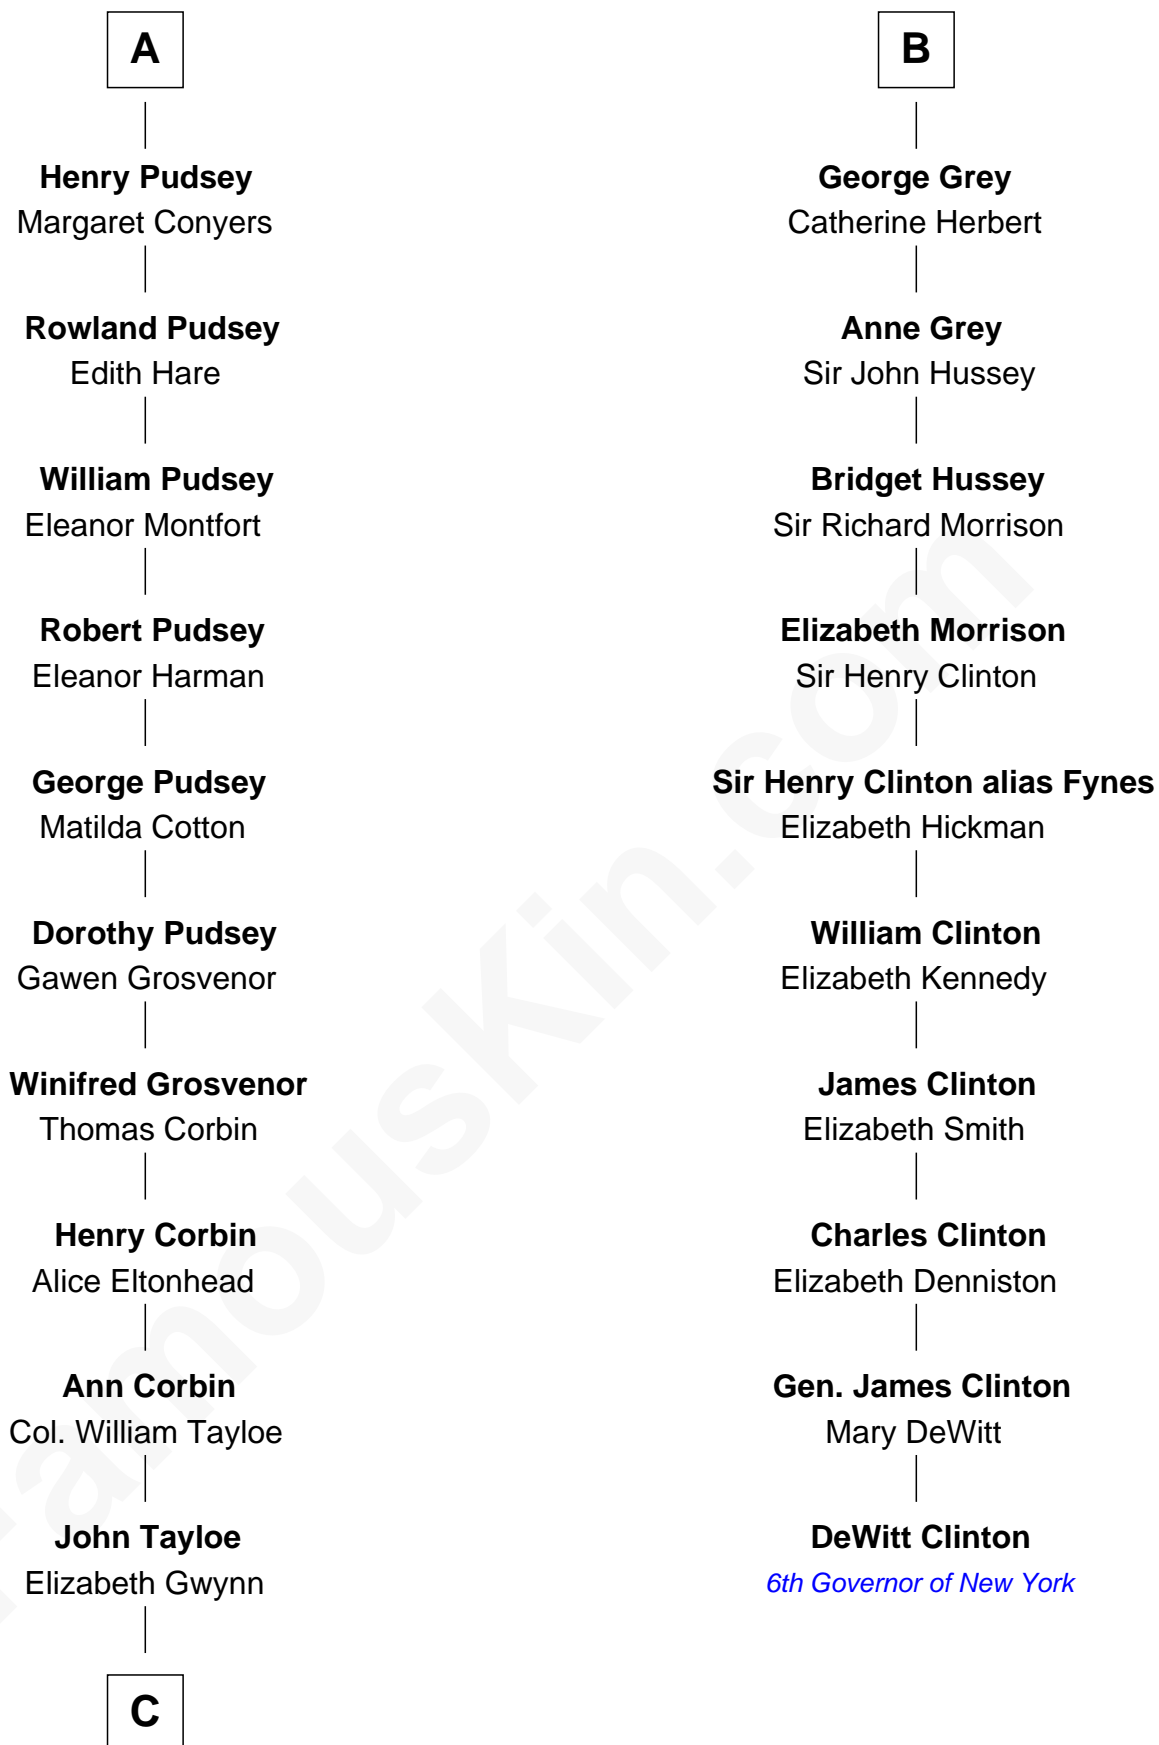 A
Henry Pudsey
Margaret Conyers
Rowland Pudsey
Edith Hare
William Pudsey
Eleanor Montfort
Robert Pudsey
Eleanor Harman
George Pudsey
Matilda Cotton
Dorothy Pudsey
Gawen Grosvenor
Winifred Grosvenor
Thomas Corbin
Henry Corbin
Alice Eltonhead
Ann Corbin
Col. William Tayloe
John Tayloe
Elizabeth Gwynn
C
B
George Grey
Catherine Herbert
Anne Grey
Sir John Hussey
Bridget Hussey
Sir Richard Morrison
Elizabeth Morrison
Sir Henry Clinton
Sir Henry Clinton alias Fynes
Elizabeth Hickman
William Clinton
Elizabeth Kennedy
James Clinton
Elizabeth Smith
Charles Clinton
Elizabeth Denniston
Gen. James Clinton
Mary DeWitt
DeWitt Clinton
6th Governor of New York
FamousKin.com